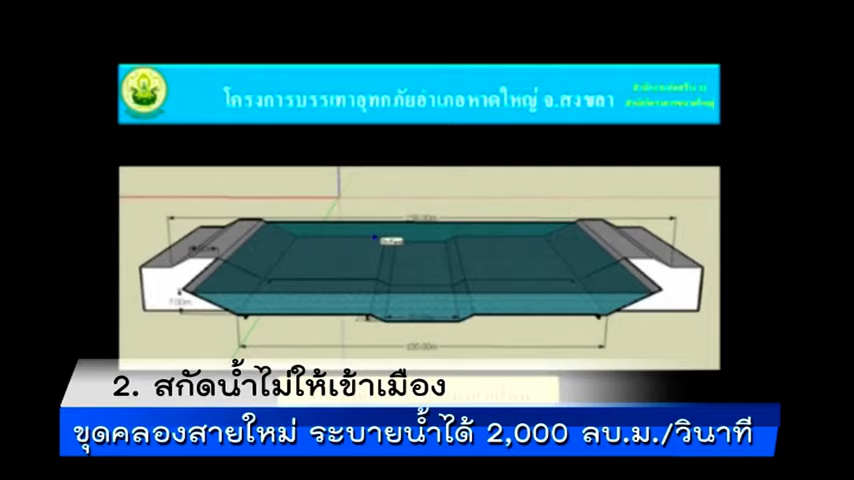 โครงการบรรเทาอุทกภัยอำเภอหาดใหญ่ จ.สงขลา
7.00m
2. สกัดน้ำไม่ให้เข้าเมือง
ขุดคลองสายใหม่ ระบายน้ำได้ 2,000 ลบ.ม./วินาที